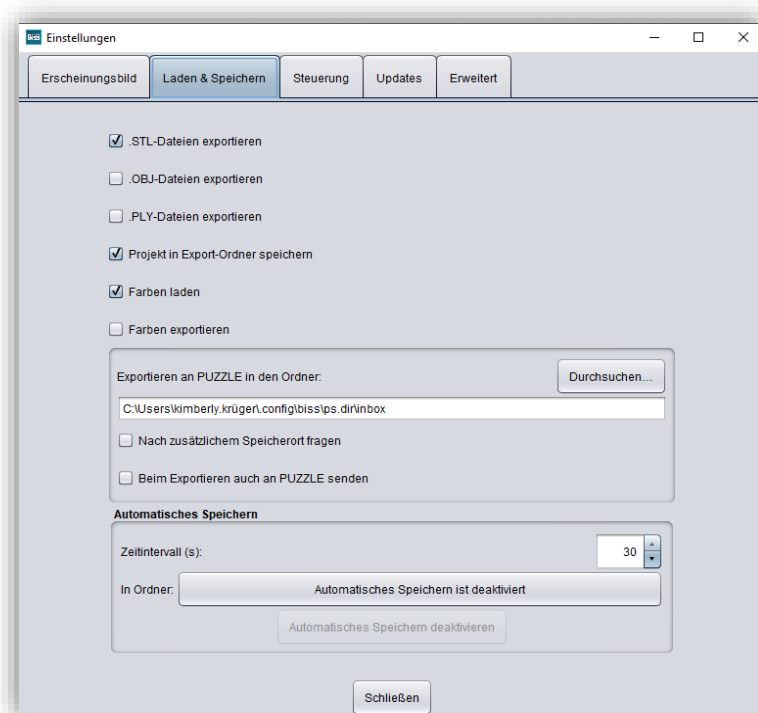 Biss Einstellungen
Erscheinungsbild Laden & Speichern Steuerung Updates Erweitert
.STL-Dateien exportieren
.OBJ-Dateien exportieren
.PLY-Dateien exportieren
Projekt in Export-Ordner speichern
Farben laden
Farben exportieren
Exportieren an PUZZLE in den Ordner: Durchsuchen...
C:\Users\kimberly.krüger\.config\biss\ps.dir\inbox
Nach zusätzlichem Speicherort fragen
Beim Exportieren auch an PUZZLE senden
Automatisches Speichern
Zeitintervall (s): 30
In Ordner: Automatisches Speichern ist deaktiviert
Automatisches Speichern deaktivieren
Schließen